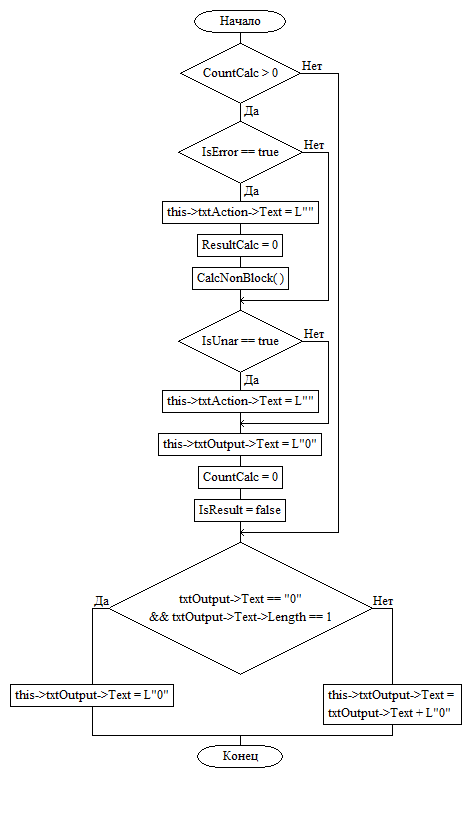 Начало
CountCalc > 0
Нет
Да
IsError == true
Нет
Да
this->txtAction->Text = L""
ResultCalc = 0
CalcNonBlock( )
IsUnar == true
Нет
Да
this->txtAction->Text = L""
this->txtOutput->Text = L"0"
CountCalc = 0
IsResult = false
txtOutput->Text == "0"
&& txtOutput->Text->Length == 1
Да
Нет
this->txtOutput->Text = L"0"
this->txtOutput->Text =
txtOutput->Text + L"0"
Конец